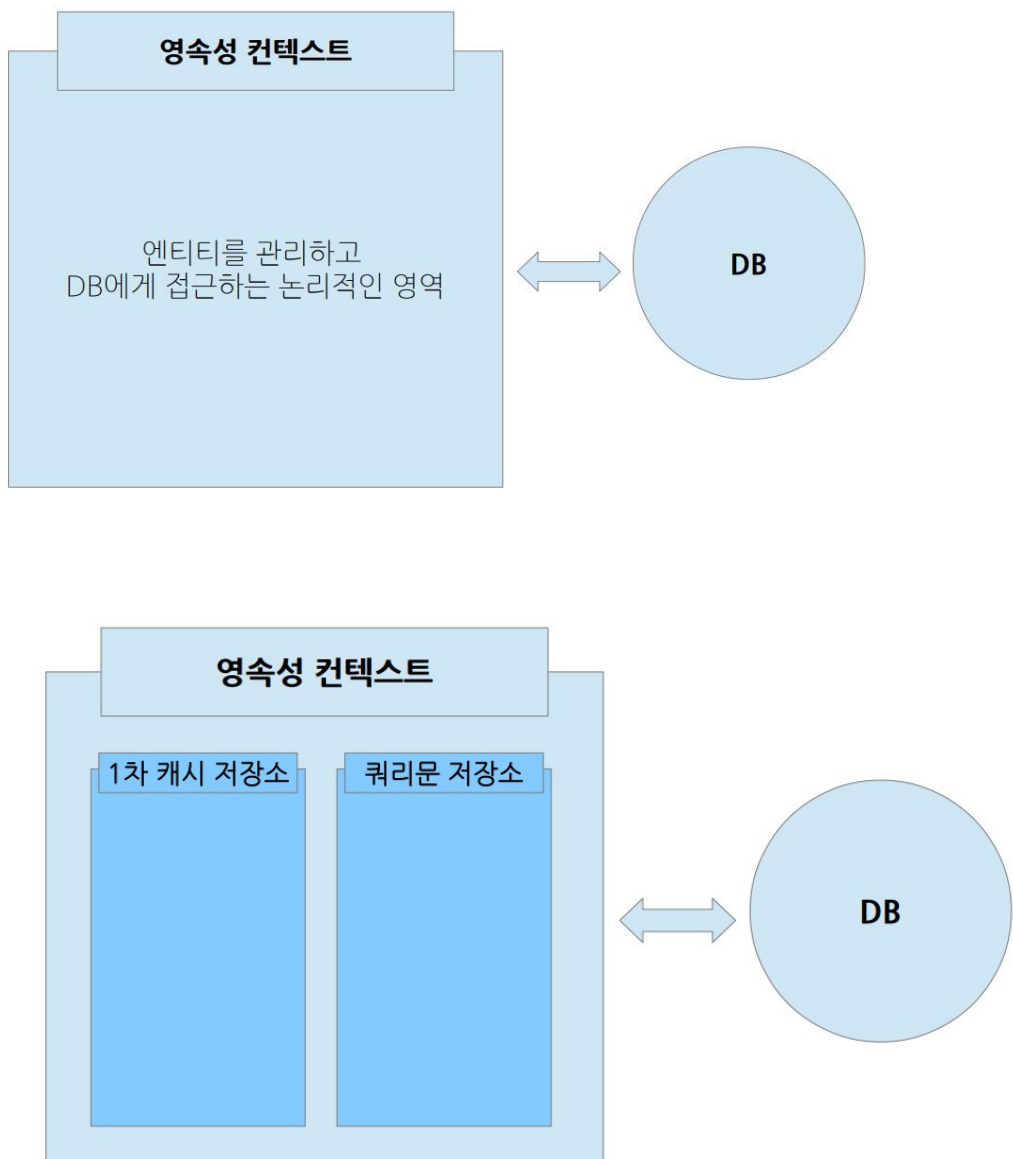 영속성 컨텍스트
엔티티를 관리하고
DB에게 접근하는 논리적인 영역
DB
영속성 컨텍스트
1차 캐시 저장소
쿼리문 저장소
DB